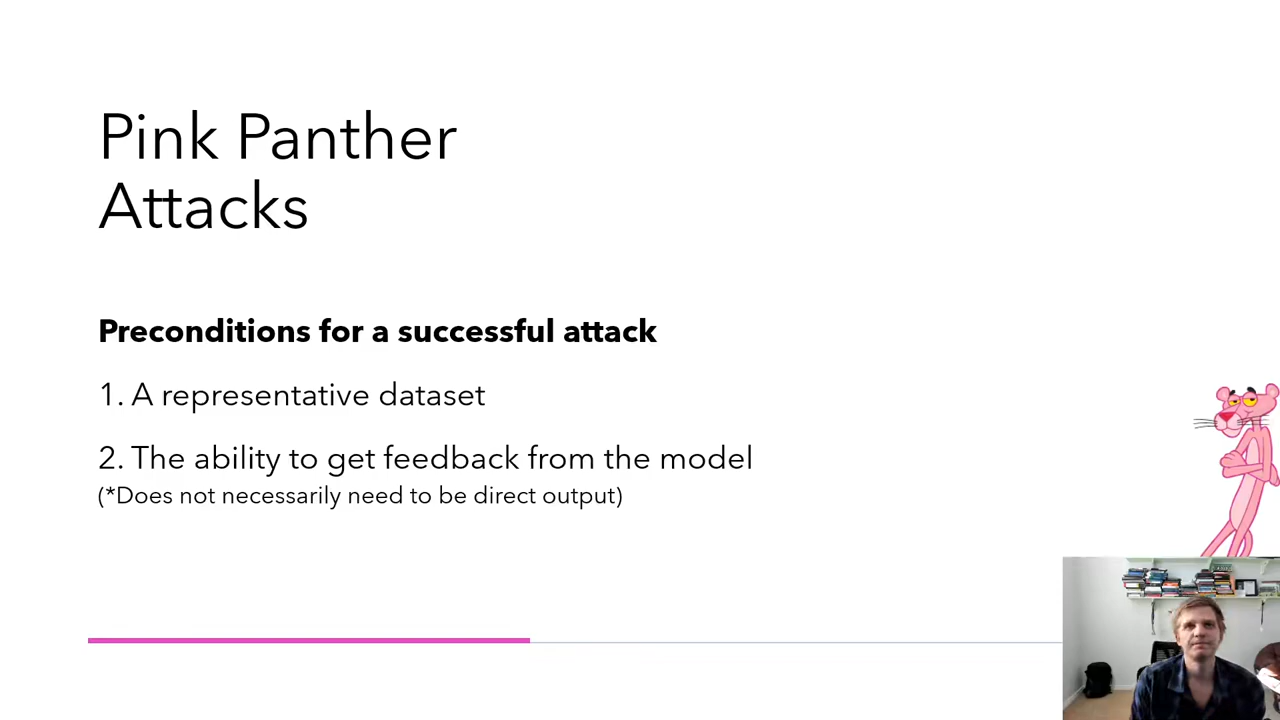 Pink Panther
Attacks
Preconditions for a successful attack
1. A representative dataset
2. The ability to get feedback from the model
(*Does not necessarily need to be direct output)